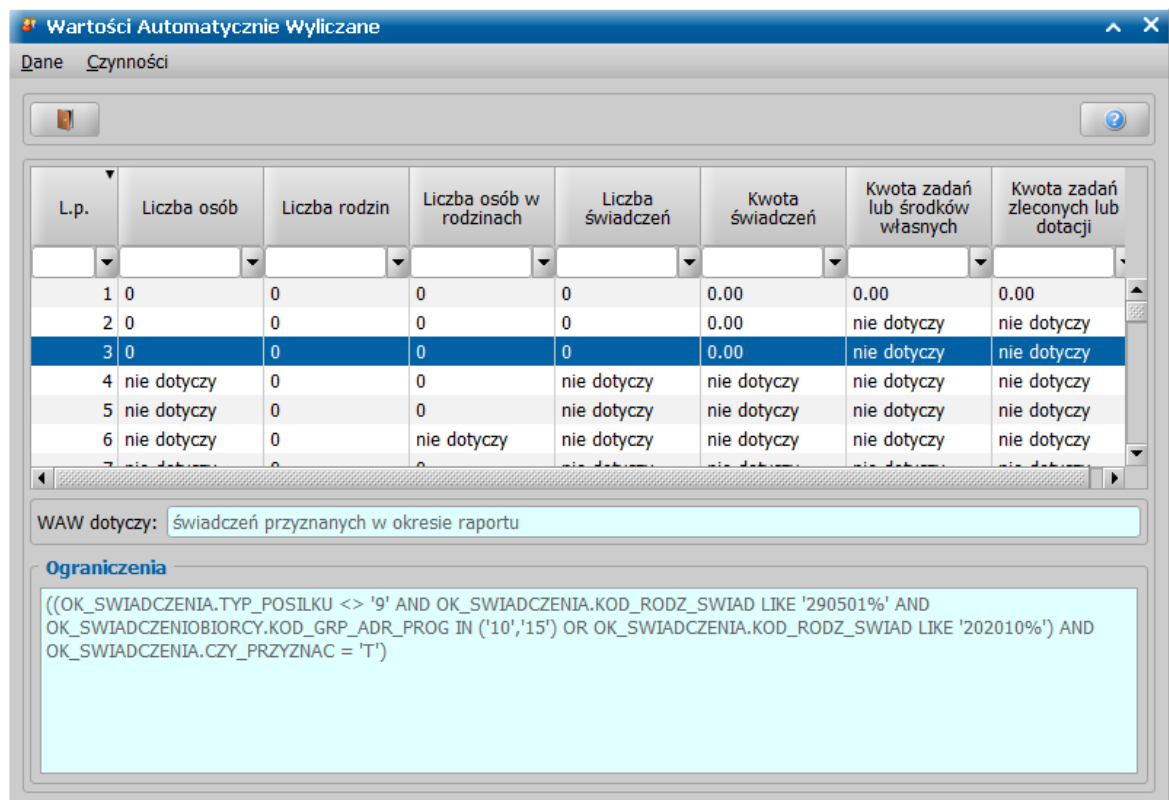 Wartości Automatycznie Wyliczane
Dane Czynności
L.p. Liczba osób Liczba rodzin Liczba osób w rodzinach Liczba świadczeń Kwota świadczeń Kwota zadań lub środków własnych Kwota zadań zleconych lub dotacji
1 0 0 0 0 0.00 0.00 0.00
2 0 0 0 0 0.00 nie dotyczy nie dotyczy
3 0 0 0 0 0.00 nie dotyczy nie dotyczy
4 nie dotyczy 0 0 nie dotyczy nie dotyczy nie dotyczy nie dotyczy
5 nie dotyczy 0 0 nie dotyczy nie dotyczy nie dotyczy nie dotyczy
6 nie dotyczy 0 nie dotyczy nie dotyczy nie dotyczy nie dotyczy nie dotyczy
WAW dotyczy: świadczeń przyznanych w okresie raportu
Ograniczenia
((OK_SWIADCZENIA.TYP_POSILKU <> '9' AND OK_SWIADCZENIA.KOD_RODZ_SWIAD LIKE '290501%' AND
OK_SWIADCZENIOBIORCY.KOD_GRP_ADR_PROG IN ('10','15') OR OK_SWIADCZENIA.KOD_RODZ_SWIAD LIKE '202010%') AND
OK_SWIADCZENIA.CZY_PRZYZNAC = 'T')